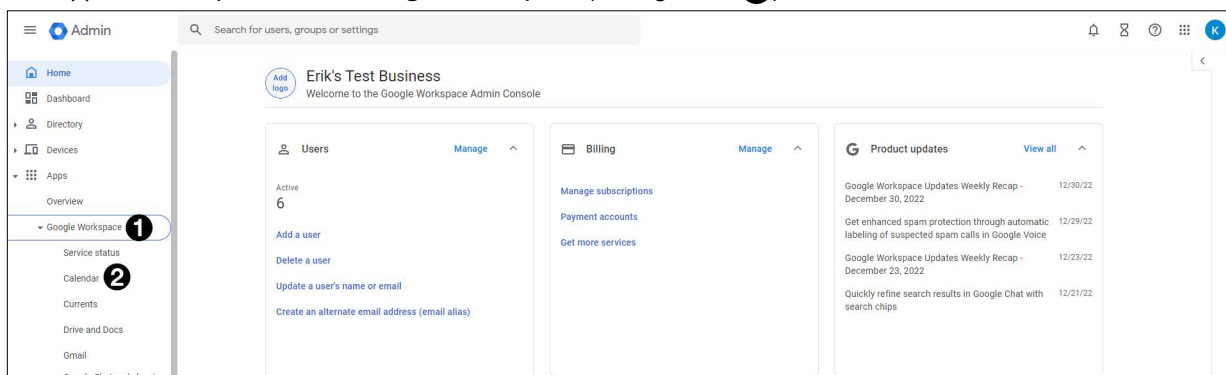 Admin
Search for users, groups or settings
K
Home
Dashboard
Directory
Devices
Apps
Overview
Google Workspace 1
Service status
Calendar 2
Currents
Drive and Docs
Gmail
Add logo
Erik's Test Business
Welcome to the Google Workspace Admin Console
Users Manage
Active
6
Add a user
Delete a user
Update a user's name or email
Create an alternate email address (email alias)
Billing Manage
Manage subscriptions
Payment accounts
Get more services
G Product updates View all
Google Workspace Updates Weekly Recap - 12/30/22
December 30, 2022
Get enhanced spam protection through automatic 12/29/22
labeling of suspected spam calls in Google Voice
Google Workspace Updates Weekly Recap - 12/23/22
December 23, 2022
Quickly refine search results in Google Chat with 12/21/22
search chips